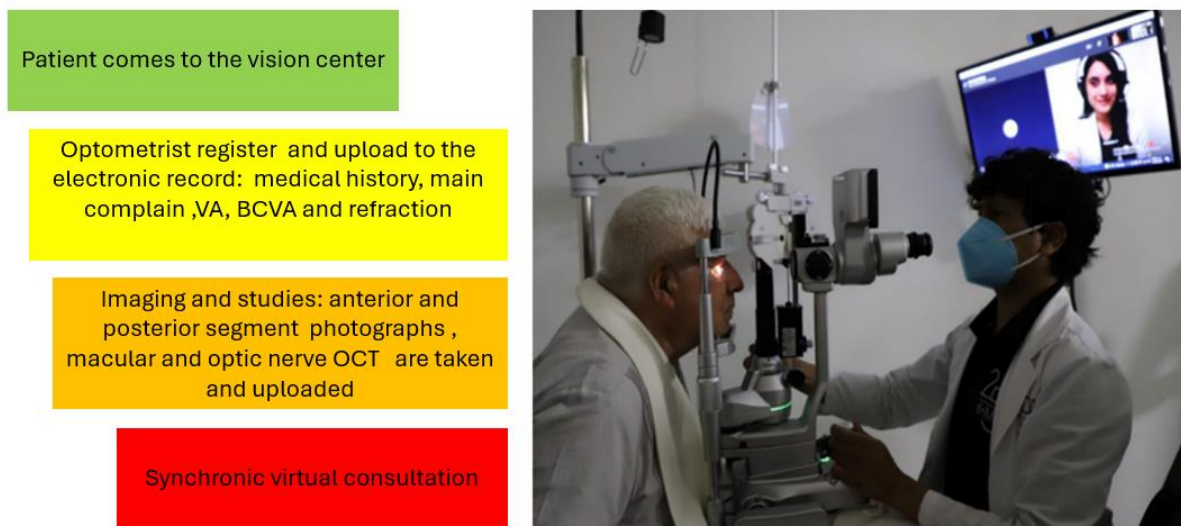 Patient comes to the vision center
Optometrist register and upload to the
electronic record: medical history, main
complain ,VA, BCVA and refraction
Imaging and studies: anterior and
posterior segment photographs ,
macular and optic nerve OCT are taken
and uploaded
Synchronic virtual consultation